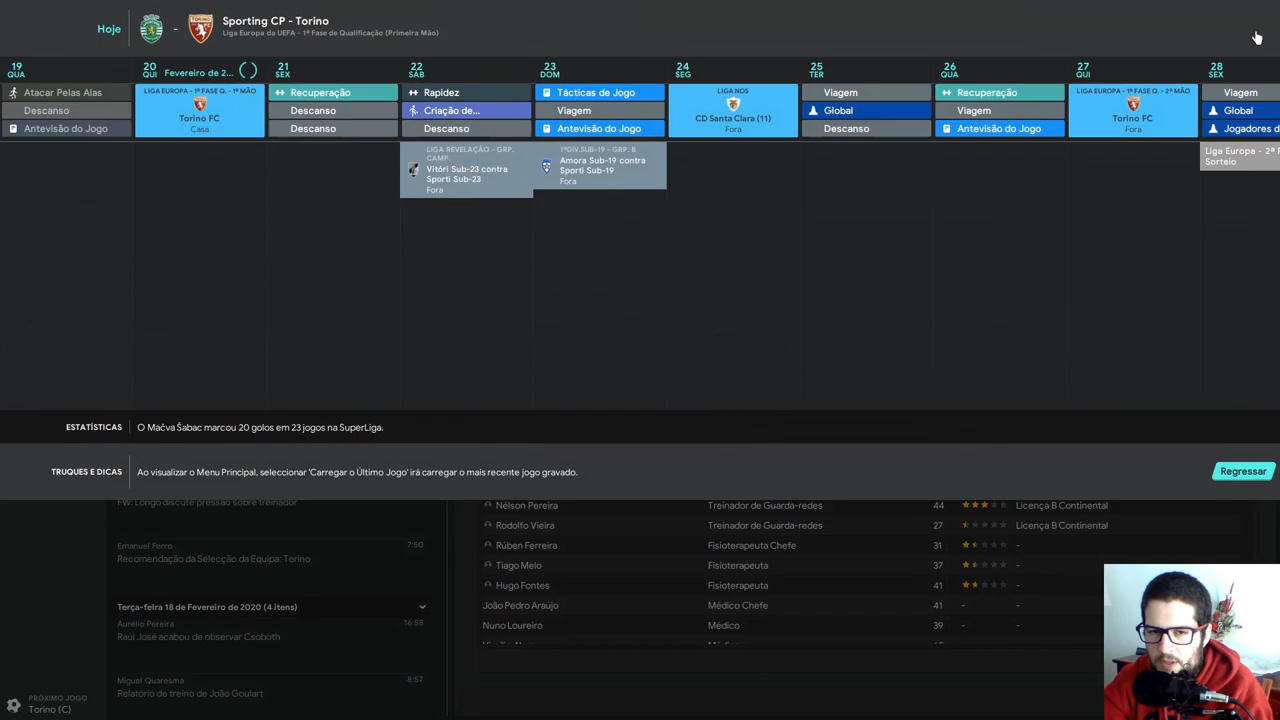 Hoje
Sporting CP - Torino
Liga Europa da UEFA - 1ª Fase de Qualificação (Primeira Mão)
19 QUA
20 QUI
Fevereiro de 2...
21 SEX
22 SÁB
23 DOM
24 SEG
25 TER
26 QUA
27 QUI
28 SEX
Atacar Pelas Alas
Descanso
Antevisão do Jogo
LIGA EUROPA - 1ª FASE Q. - 1ª MÃO
Torino FC
Casa
Recuperação
Descanso
Descanso
Rapidez
Criação de...
Descanso
Tácticas de Jogo
Viagem
Antevisão do Jogo
LIGA NOS
CD Santa Clara (11)
Fora
Viagem
Global
Descanso
Recuperação
Viagem
Antevisão do Jogo
LIGA EUROPA - 1ª FASE Q. - 2ª MÃO
Torino FC
Fora
Viagem
Global
Jogadores d
LIGA REVELAÇÃO - GRP.
CAMP.
Vitóri Sub-23 contra
Sporti Sub-23
Fora
1ªDIV.SUB-19 - GRP. B
Amora Sub-19 contra
Sporti Sub-19
Fora
Liga Europa - 2ª F
Sorteio
ESTATÍSTICAS
O Mačva Šabac marcou 20 golos em 23 jogos na SuperLiga.
TRUQUES E DICAS
Ao visualizar o Menu Principal, seleccionar 'Carregar o Último Jogo' irá carregar o mais recente jogo gravado.
Regressar
FW: Longo discute pressão sobre treinador
Emanuel Ferro 7:50
Recomendação da Selecção da Equipa: Torino
Terça-feira 18 de Fevereiro de 2020 (4 itens)
Aurélio Pereira 16:58
Raúl José acabou de observar Csoboth
Miguel Quaresma 8:57
Relatório de treino de João Goulart
PRÓXIMO JOGO
Torino (C)
Nélson Pereira Treinador de Guarda-redes 44 Licença B Continental
Rodolfo Vieira Treinador de Guarda-redes 27 Licença B Continental
Rúben Ferreira Fisioterapeuta Chefe 31 -
Tiago Melo Fisioterapeuta 37 -
Hugo Fontes Fisioterapeuta 41 -
João Pedro Araújo Médico Chefe 41 - -
Nuno Loureiro Médico 39 - -